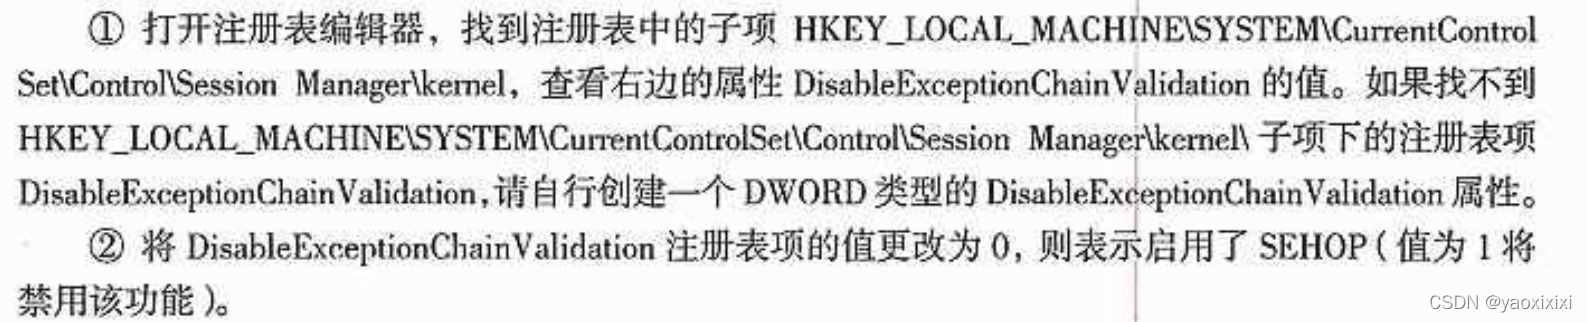 ① 打开注册表编辑器，找到注册表中的子项 HKEY_LOCAL_MACHINE\SYSTEM\CurrentControl
Set\Control\Session Manager\kernel，查看右边的属性 DisableExceptionChainValidation 的值。如果找不到
HKEY_LOCAL_MACHINE\SYSTEM\CurrentControlSet\Control\Session Manager\kernel\ 子项下的注册表项
DisableExceptionChainValidation,请自行创建一个 DWORD 类型的 DisableExceptionChainValidation 属性。
② 将 DisableExceptionChainValidation 注册表项的值更改为 0，则表示启用了 SEHOP（值为 1 将
禁用该功能）。
CSDN @yaoxixixi